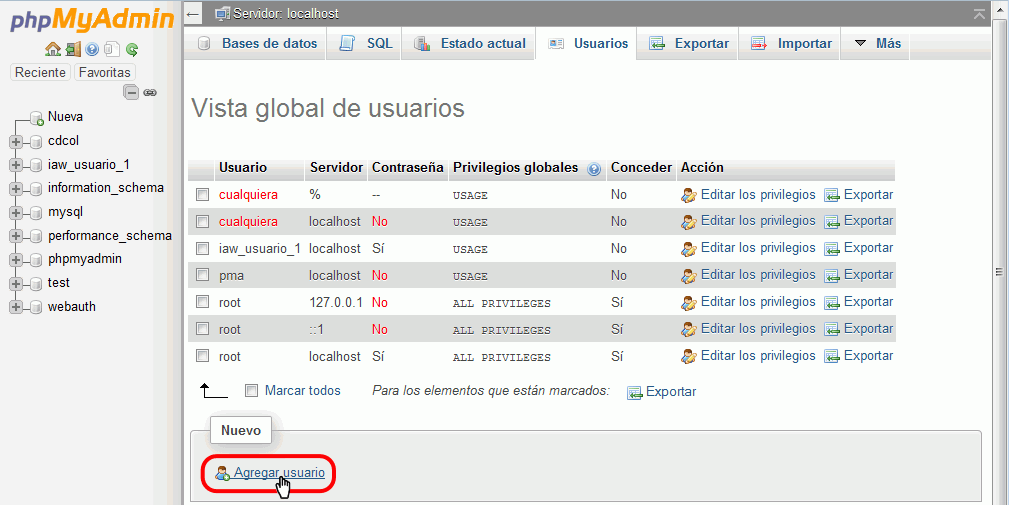 phpMyAdmin
Reciente Favoritas
Nueva
cdcol
iaw_usuario_1
information_schema
mysql
performance_schema
phpmyadmin
test
webauth
Servidor: localhost
Bases de datos SQL Estado actual Usuarios Exportar Importar Más
Vista global de usuarios
Usuario Servidor Contraseña Privilegios globales Conceder Acción
cualquiera % -- USAGE No Editar los privilegios Exportar
cualquiera localhost No USAGE No Editar los privilegios Exportar
iaw_usuario_1 localhost Sí USAGE No Editar los privilegios Exportar
pma localhost No USAGE No Editar los privilegios Exportar
root 127.0.0.1 No ALL PRIVILEGES Sí Editar los privilegios Exportar
root ::1 No ALL PRIVILEGES Sí Editar los privilegios Exportar
root localhost Sí ALL PRIVILEGES Sí Editar los privilegios Exportar
Marcar todos Para los elementos que están marcados: Exportar
Nuevo
Agregar usuario